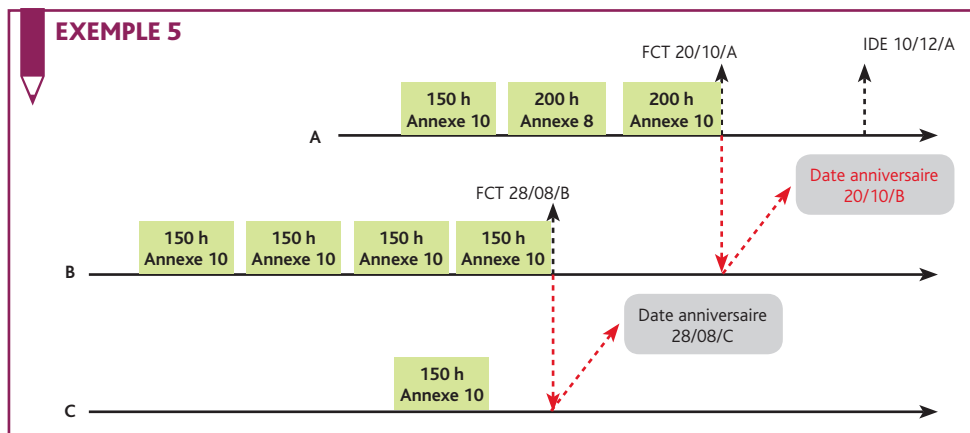 EXEMPLE 5
FCT 20/10/A
IDE 10/12/A
150 h
Annexe 10
200 h
Annexe 8
200 h
Annexe 10
A
Date anniversaire
20/10/B
FCT 28/08/B
150 h
Annexe 10
150 h
Annexe 10
150 h
Annexe 10
150 h
Annexe 10
B
Date anniversaire
28/08/C
150 h
Annexe 10
C